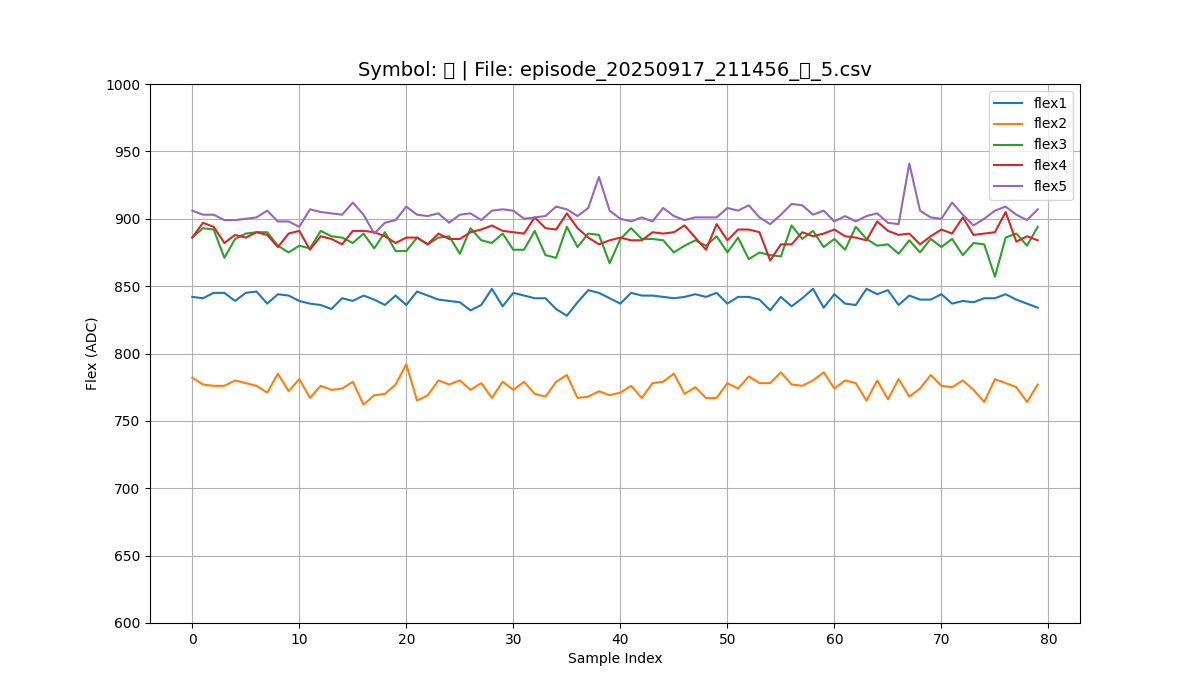 Symbol: | File: episode_20250917_211456_ _5.csv
1000
950
900
850
800
750
700
650
600
Flex (ADC)
flex1
flex2
flex3
flex4
flex5
0 10 20 30 40 50 60 70 80
Sample Index